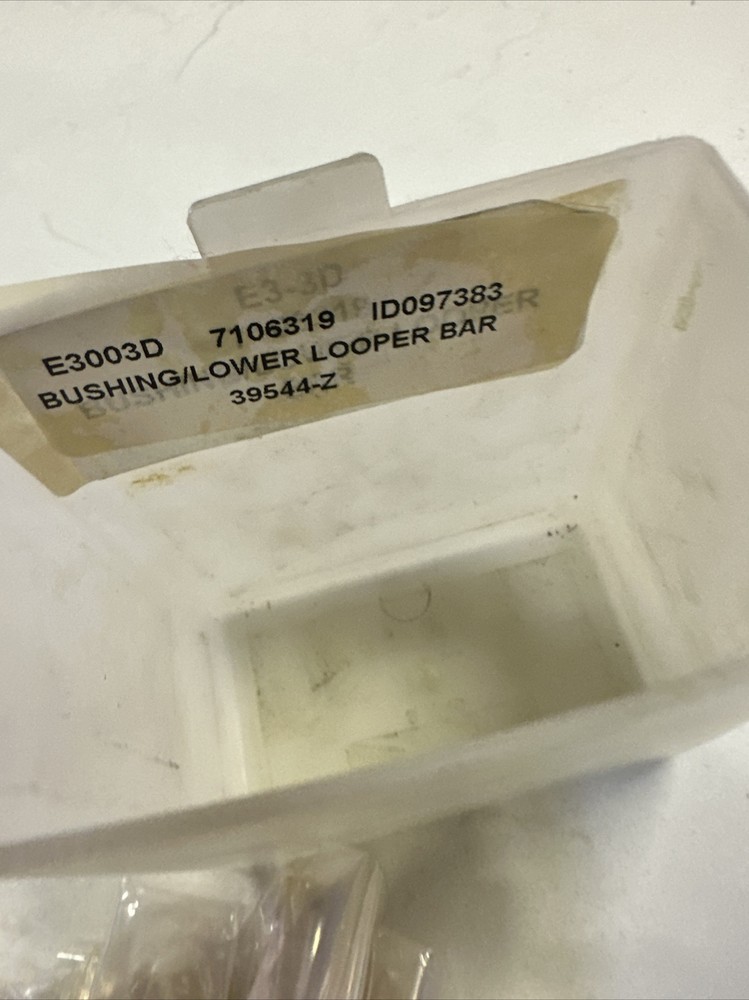 E3-3D
E3003D 7106319 ID097383
BUSHING/LOWER LOOPER BAR
39544-Z